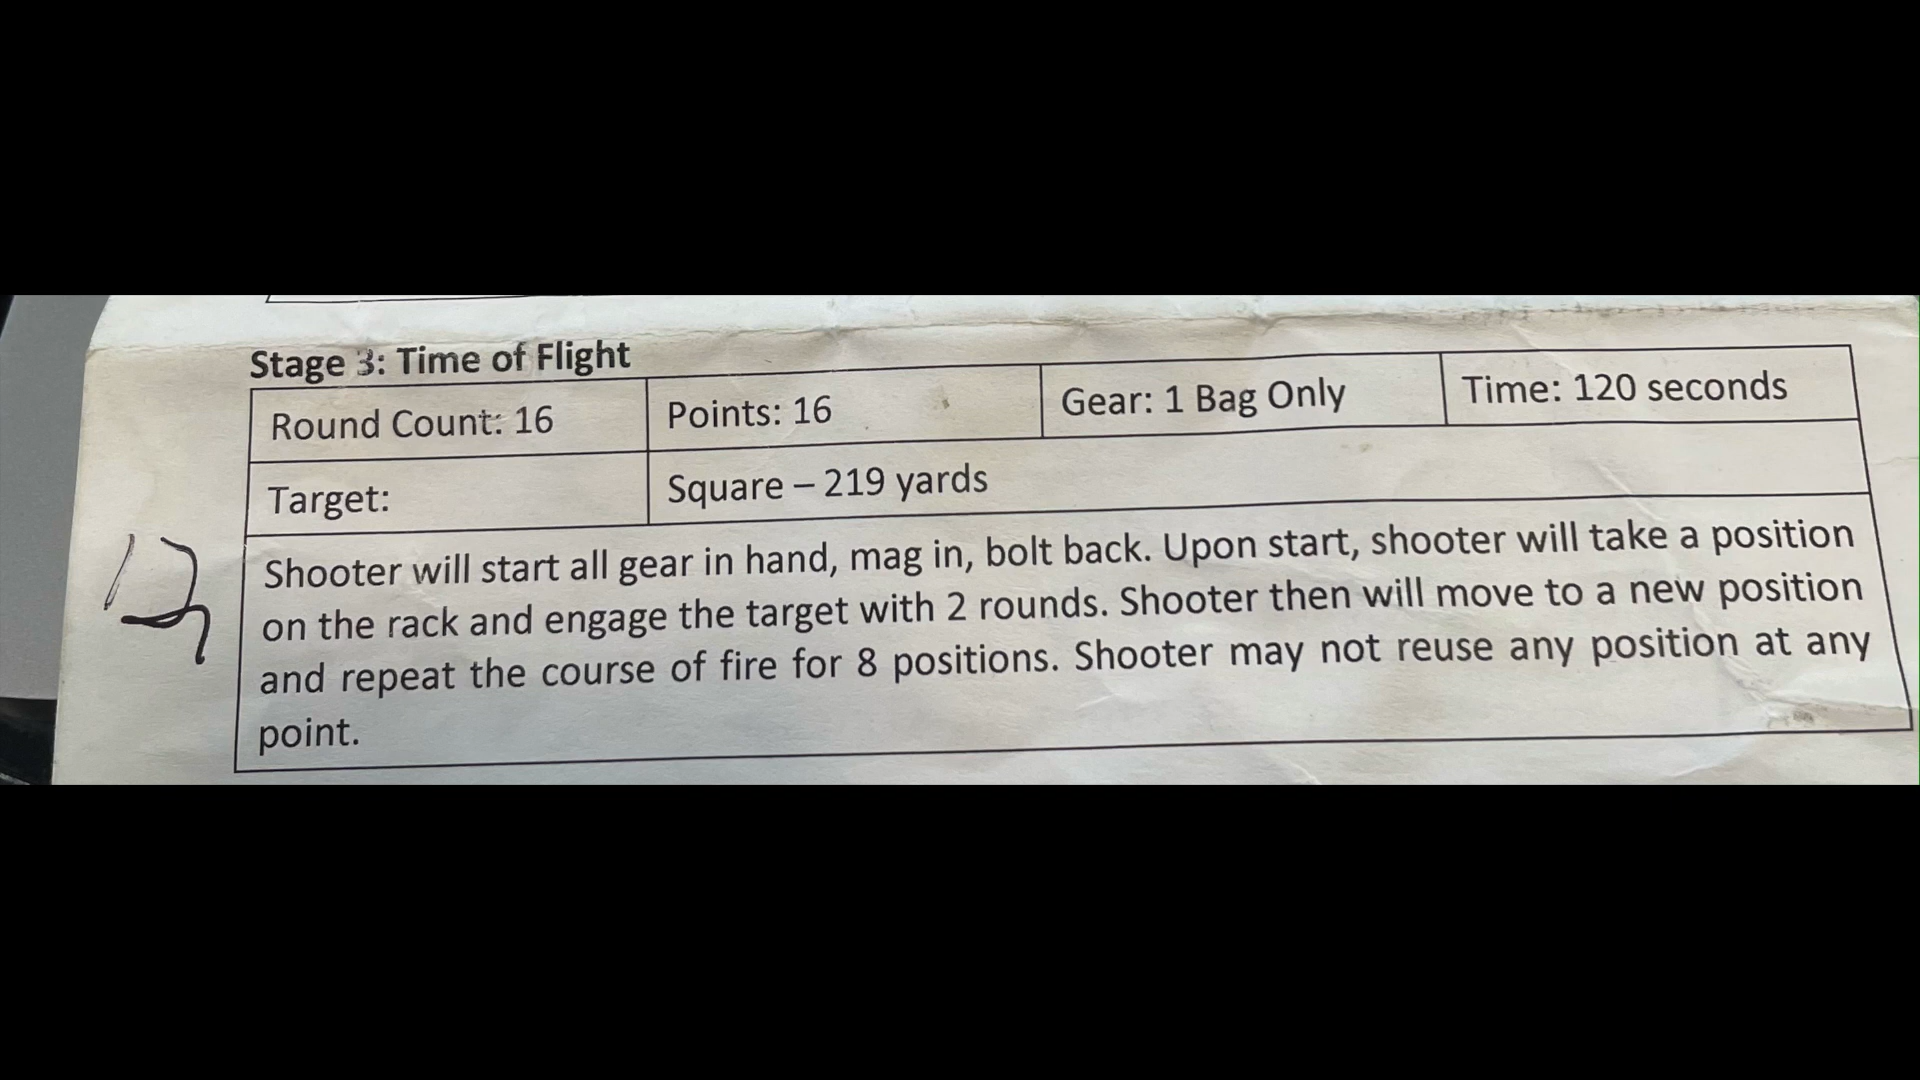 Stage 3: Time of Flight
Round Count: 16
Points: 16
Gear: 1 Bag Only
Time: 120 seconds
Target:
Square – 219 yards
Shooter will start all gear in hand, mag in, bolt back. Upon start, shooter will take a position
on the rack and engage the target with 2 rounds. Shooter then will move to a new position
and repeat the course of fire for 8 positions. Shooter may not reuse any position at any
point.